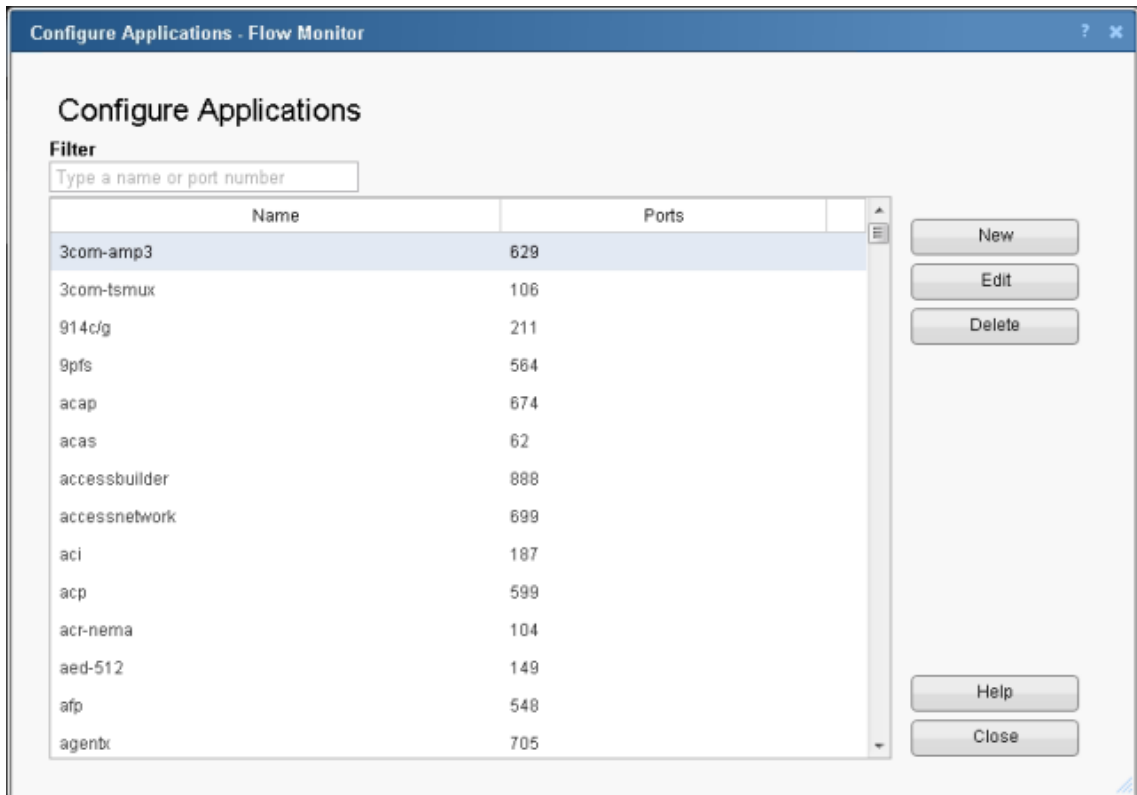 Configure Applications - Flow Monitor ?
Configure Applications
Filter
Type a name or port number
Name Ports
3com-amp3 629
3com-tsmux 106
914c/g 211
9pfs 564
acap 674
acas 62
accessbuilder 888
accessnetwork 699
aci 187
acp 599
acr-nema 104
aed-512 149
afp 548
agentx 705
New
Edit
Delete
Help
Close